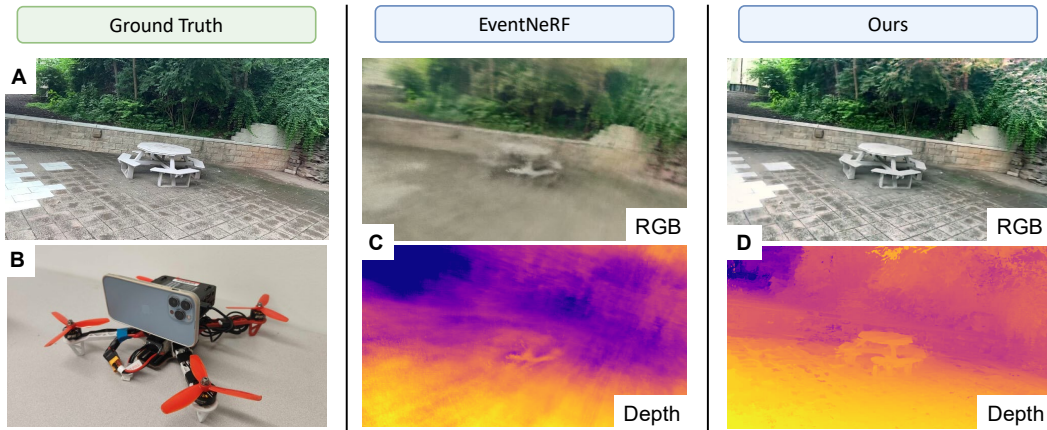 Ground Truth
EventNeRF
Ours
A
RGB
RGB
B
C
D
Depth
Depth